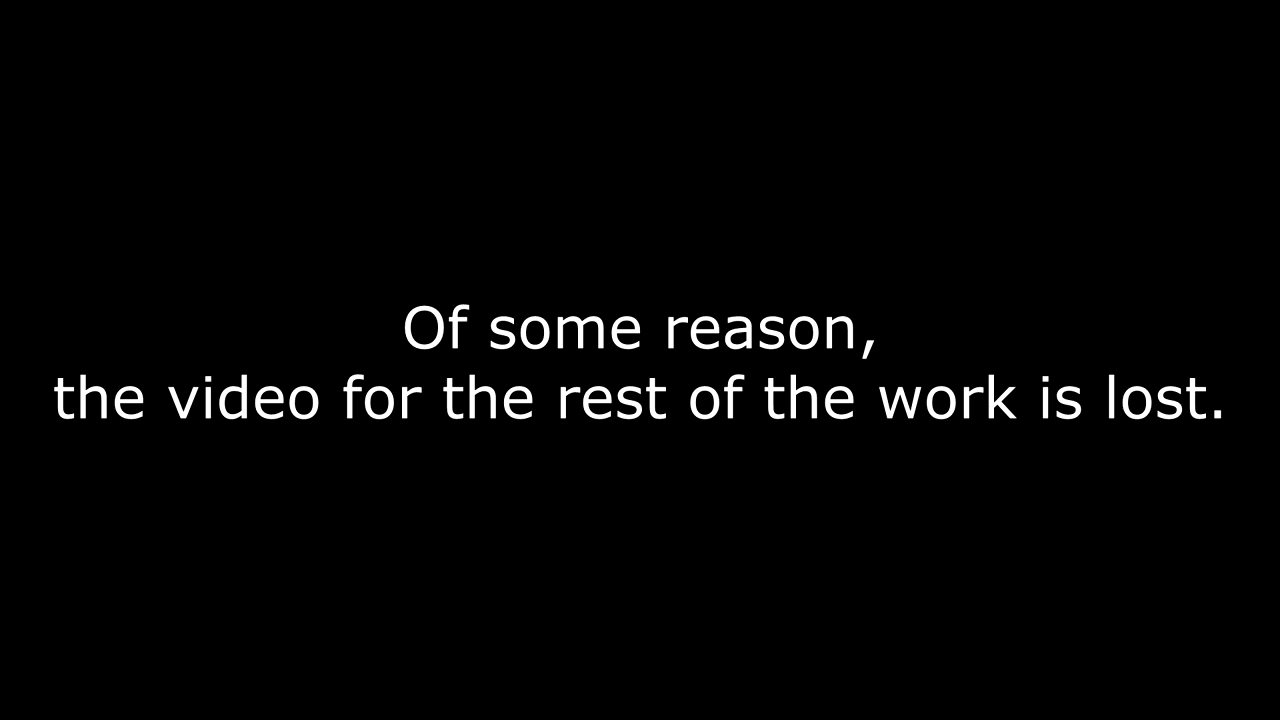 Of some reason,
the video for the rest of the work is lost.